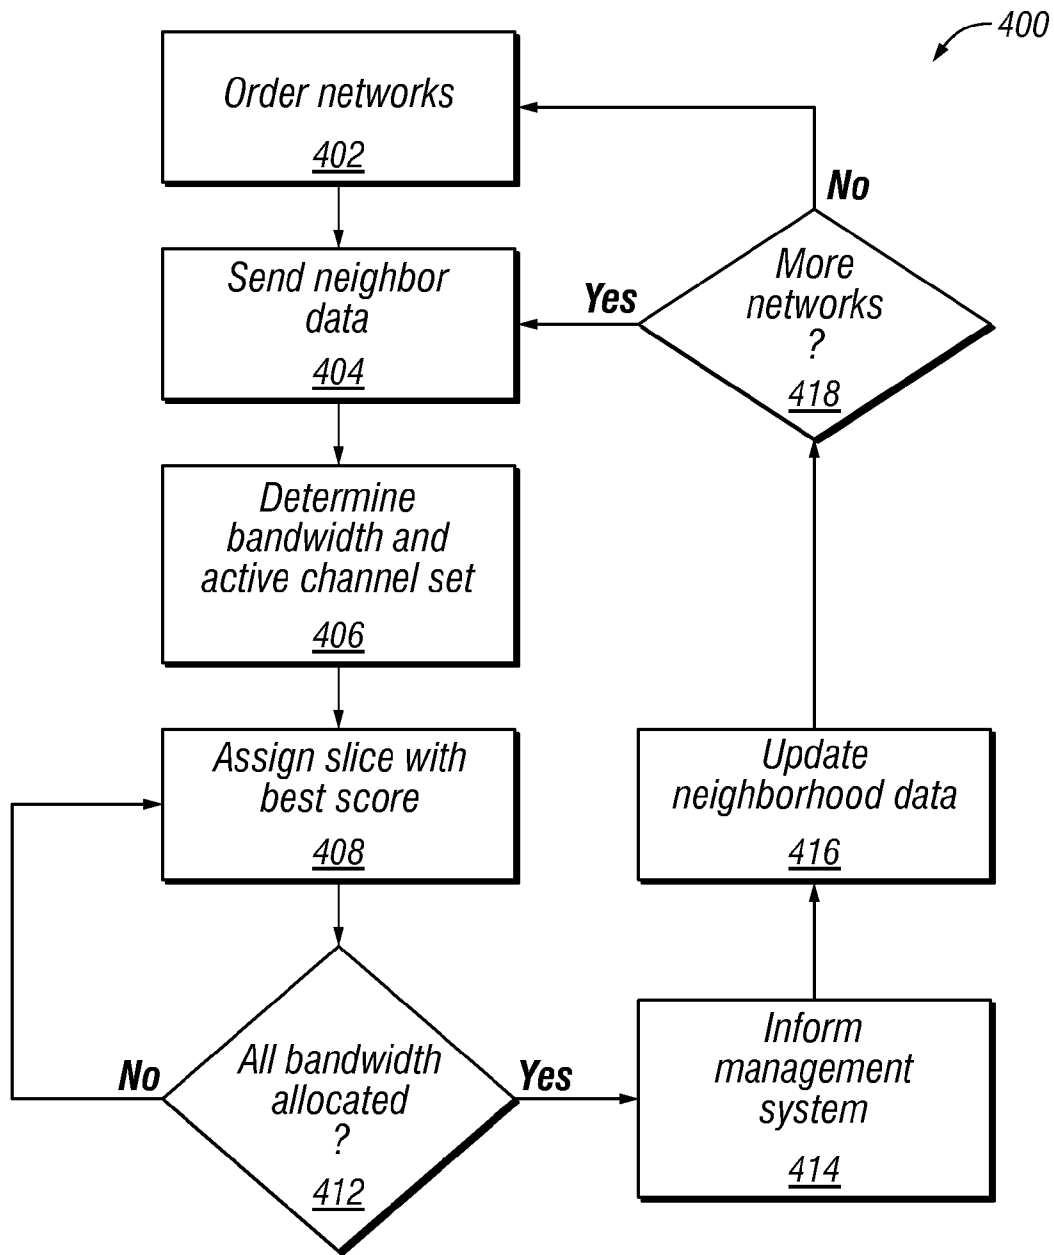 400
Order networks
402
No
Send neighbor
data
404
Yes
More
networks
?
418
Determine
bandwidth and
active channel set
406
Assign slice with
best score
408
Update
neighborhood data
416
No
All bandwidth
allocated
?
412
Yes
Inform
management
system
414